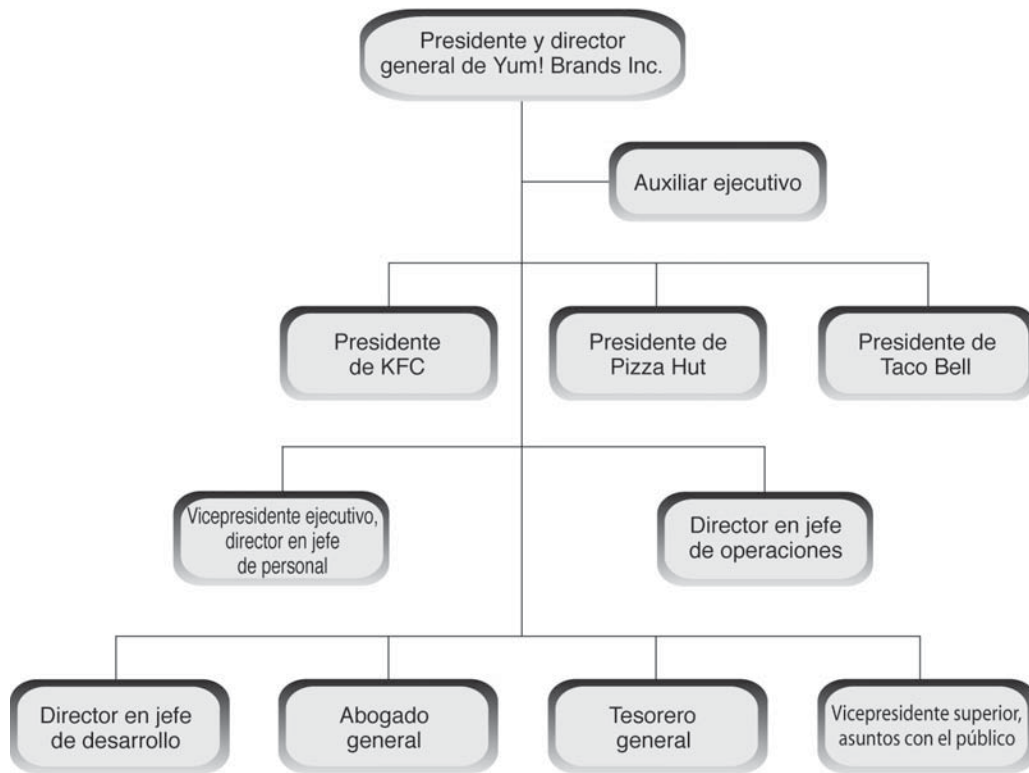 Presidente y director
general de Yum! Brands Inc.
Auxiliar ejecutivo
Presidente
de KFC
Presidente de
Pizza Hut
Presidente de
Taco Bell
Vicepresidente ejecutivo,
director en jefe
de personal
Director en jefe
de operaciones
Director en jefe
de desarrollo
Abogado
general
Tesorero
general
Vicepresidente superior,
asuntos con el público